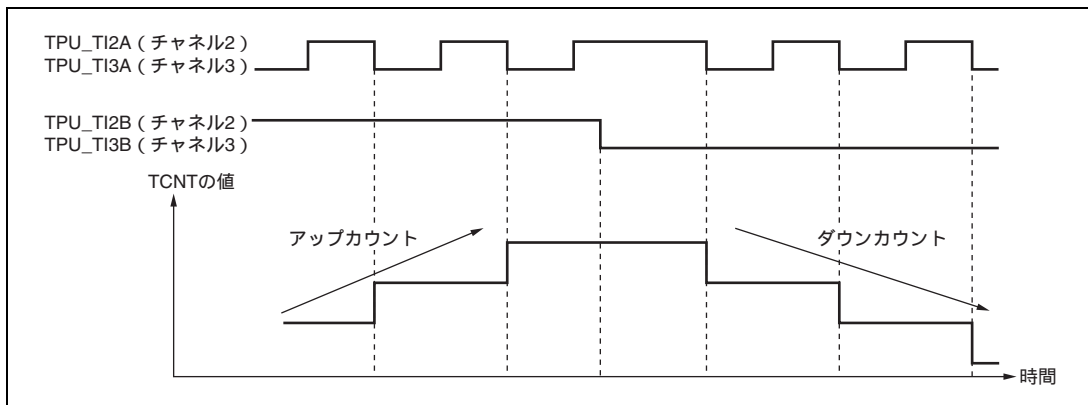 TPU_TI2A(チャネル2)
TPU_TI3A(チャネル3)
TPU_TI2B(チャネル2)
TPU_TI3B(チャネル3)
TCNTの値
アップカウント
ダウンカウント
時間